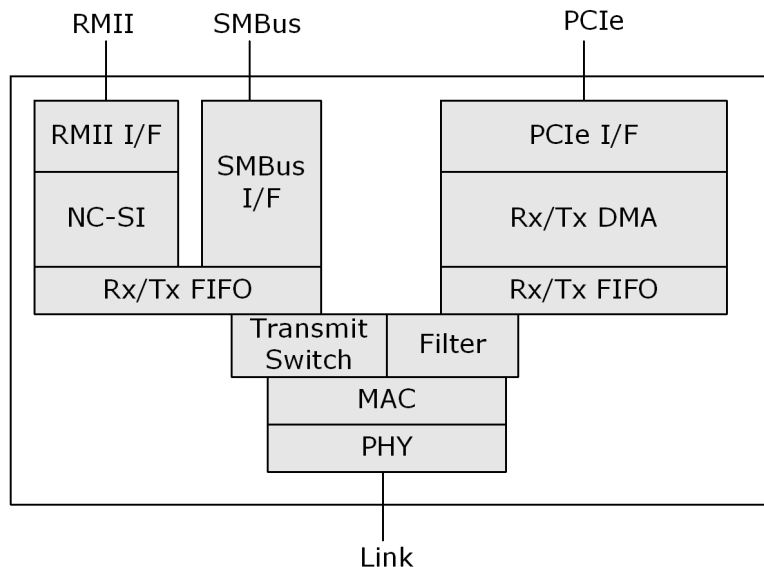 RMII
SMBus
PCIe
RMII I/F
NC-SI
SMBus
I/F
PCIe I/F
Rx/Tx DMA
Rx/Tx FIFO
Rx/Tx FIFO
Transmit
Switch
Filter
MAC
PHY
Link